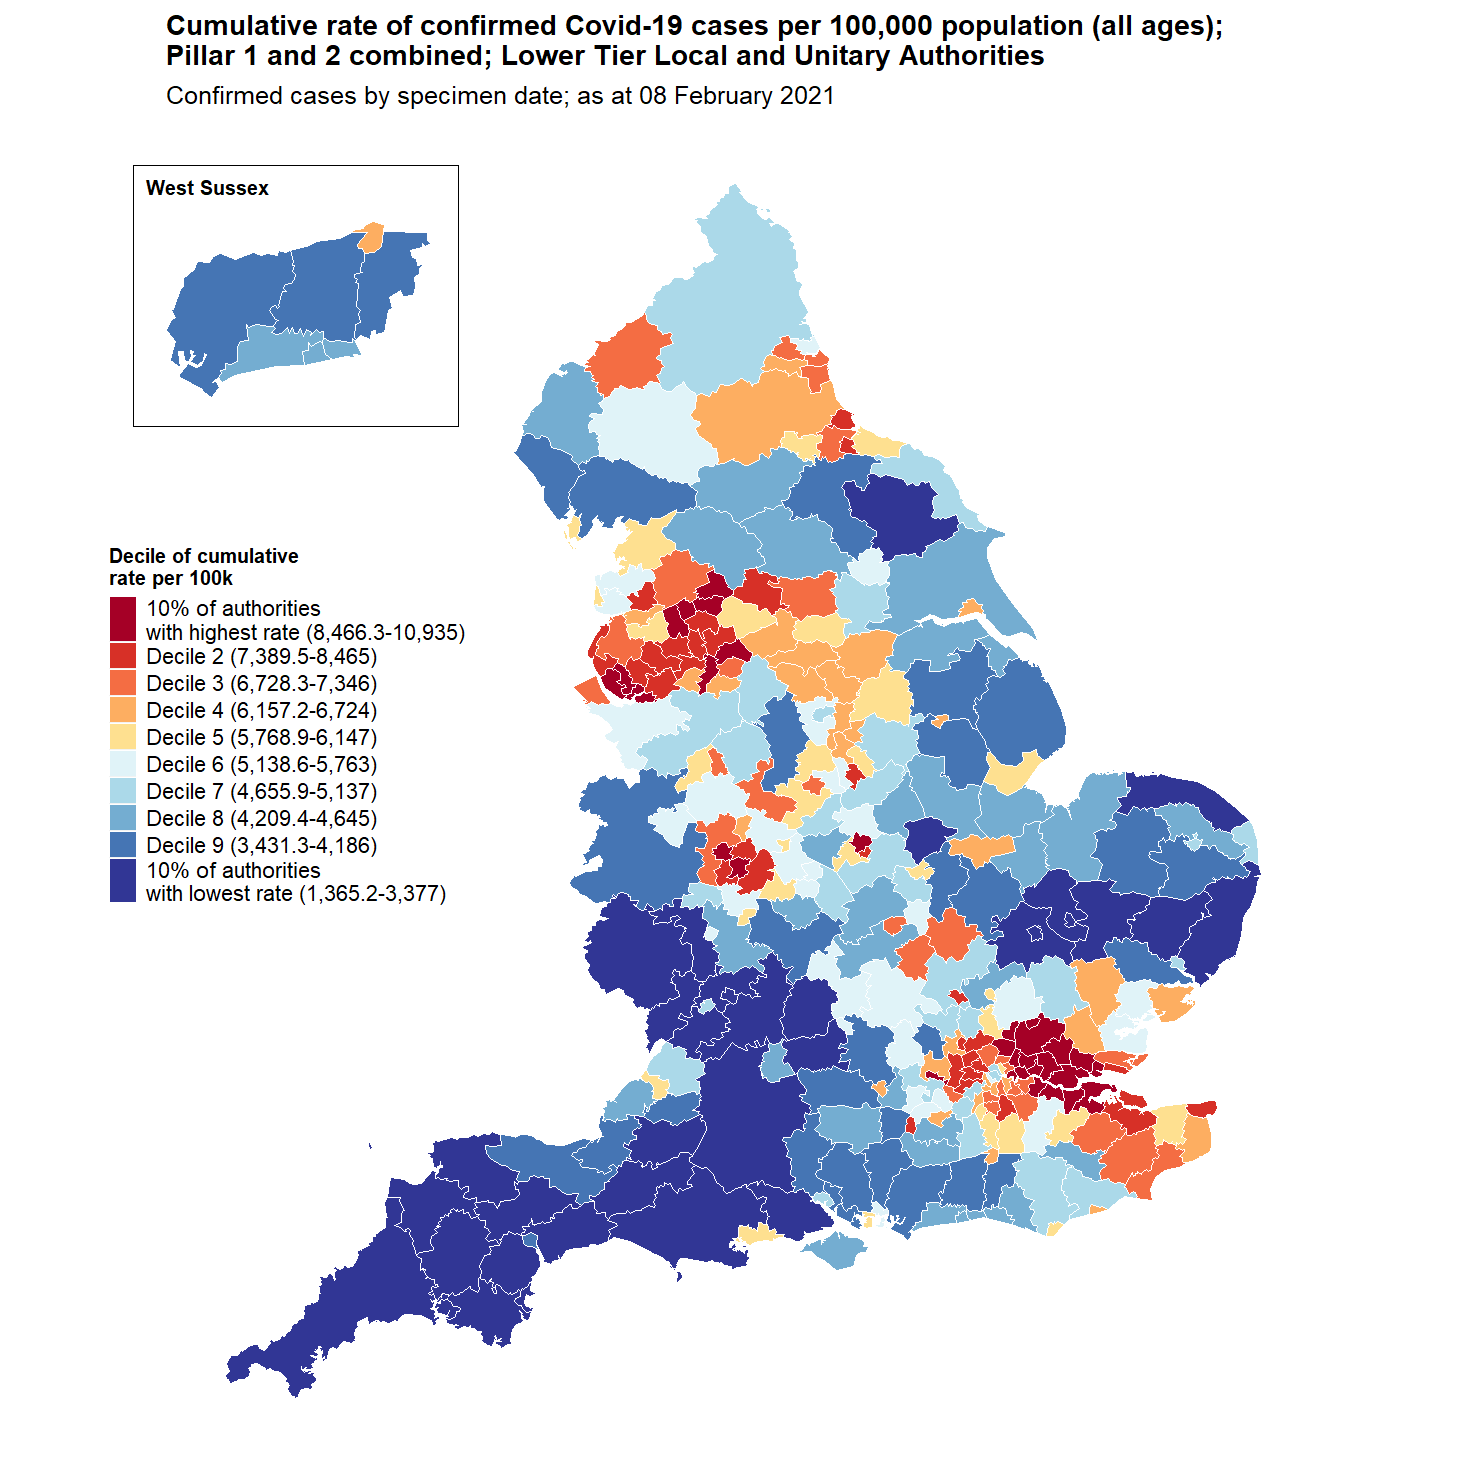 Cumulative rate of confirmed Covid-19 cases per 100,000 population (all ages);
Pillar 1 and 2 combined; Lower Tier Local and Unitary Authorities
Confirmed cases by specimen date; as at 08 February 2021
West Sussex
Decile of cumulative
rate per 100k
10% of authorities
with highest rate (8,466.3-10,935)
Decile 2 (7,389.5-8,465)
Decile 3 (6,728.3-7,346)
Decile 4 (6,157.2-6,724)
Decile 5 (5,768.9-6,147)
Decile 6 (5,138.6-5,763)
Decile 7 (4,655.9-5,137)
Decile 8 (4,209.4-4,645)
Decile 9 (3,431.3-4,186)
10% of authorities
with lowest rate (1,365.2-3,377)